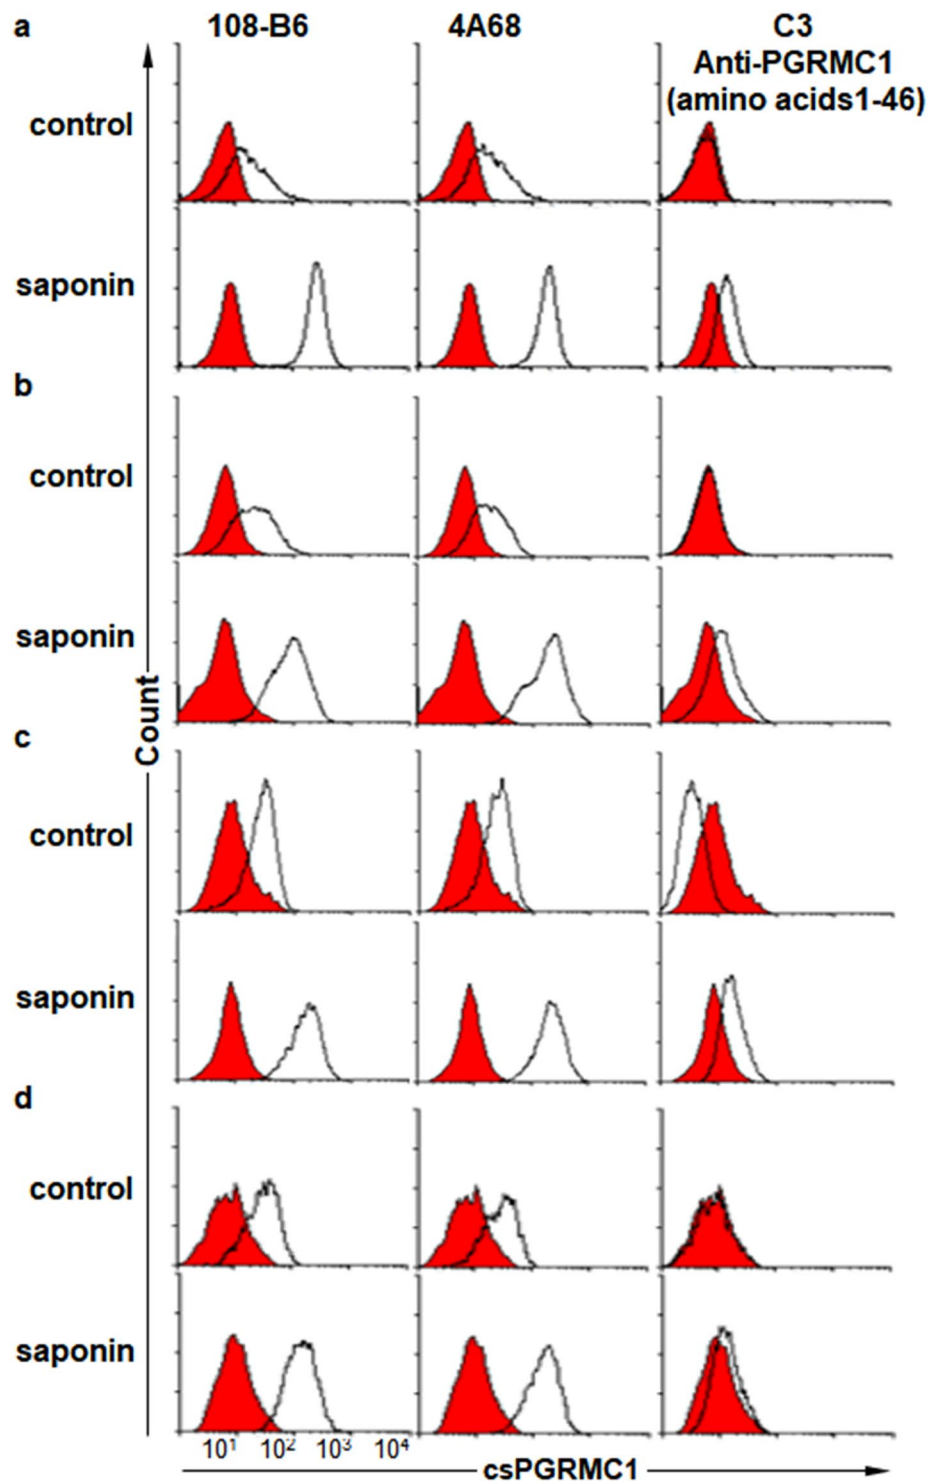 a 108-B6 4A68 C3
Anti-PGRMC1
(amino acids1-46)
control
saponin
b
control
saponin
Count
c
control
saponin
d
control
saponin
10¹ 10² 10³ 10⁴
csPGRMC1